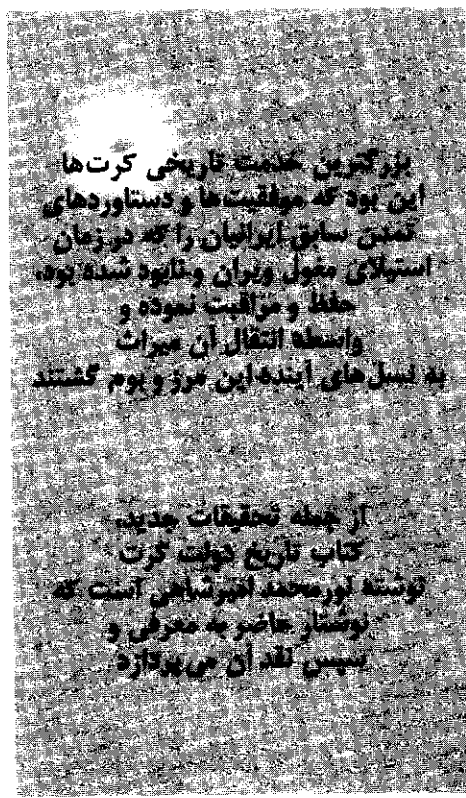 بزرگترین خدمت تاریخی کرت‌ها
این بود که موفقیت‌ها و دستاوردهای
تمدن سابق ایرانیان را که در زمان
استیلای مغول ویران و نابود شده بود،
حفظ و مراقبت نموده و
واسطه انتقال آن میراث
به نسل‌های آینده این مرز و بوم گشتند
از جمله تحقیقات جدید،
کتاب تاریخ دولت کرت
نوشته نورمحمد امیرشاهی است که
نوشتار حاضر به معرفی و
سپس نقد آن می‌پردازد